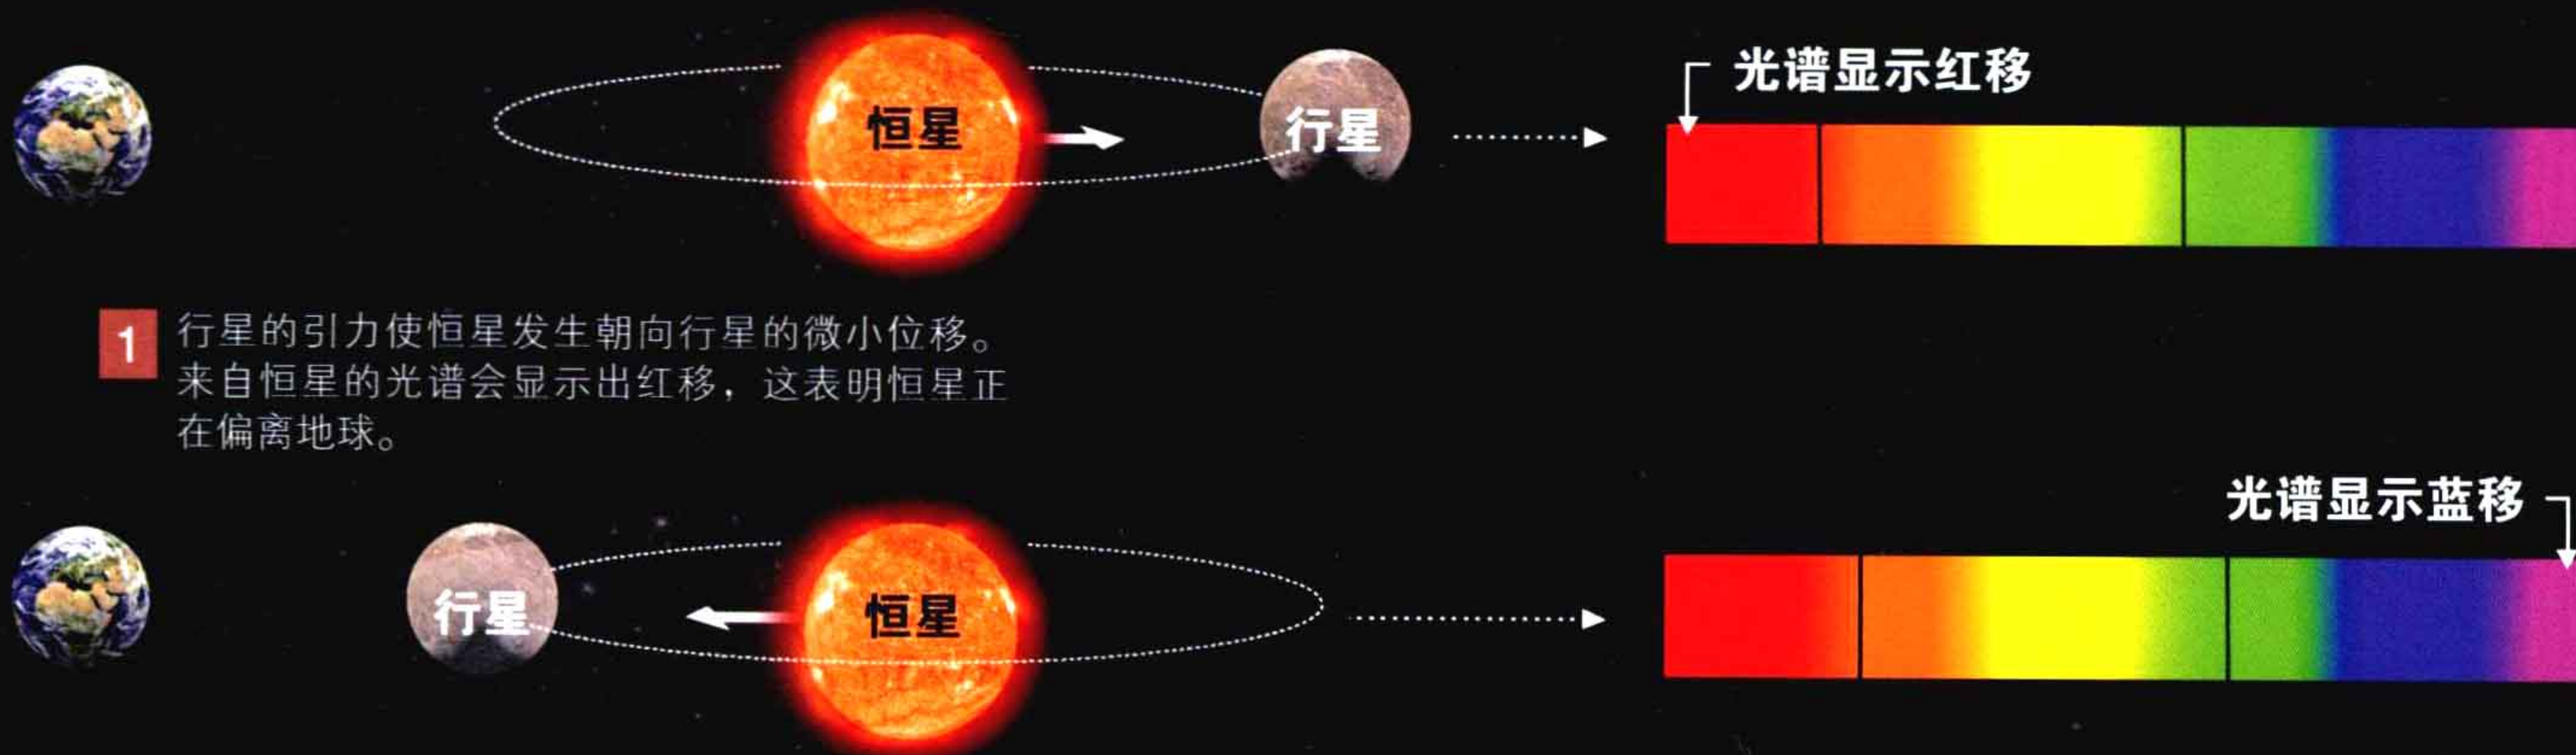 恒星
行星
光谱显示红移
1
行星的引力使恒星发生朝向行星的微小位移。
来自恒星的光谱会显示出红移，这表明恒星正
在偏离地球。
光谱显示蓝移
行星
恒星